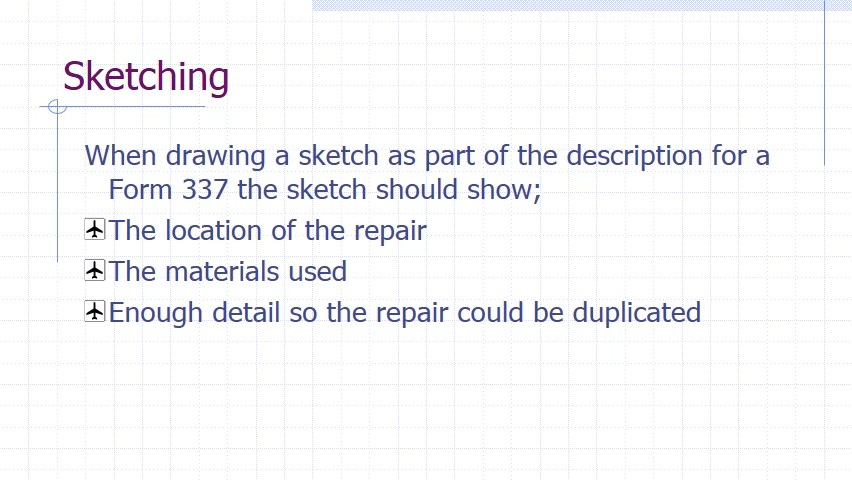 Sketching
When drawing a sketch as part of the description for a
Form 337 the sketch should show;
The location of the repair
The materials used
Enough detail so the repair could be duplicated